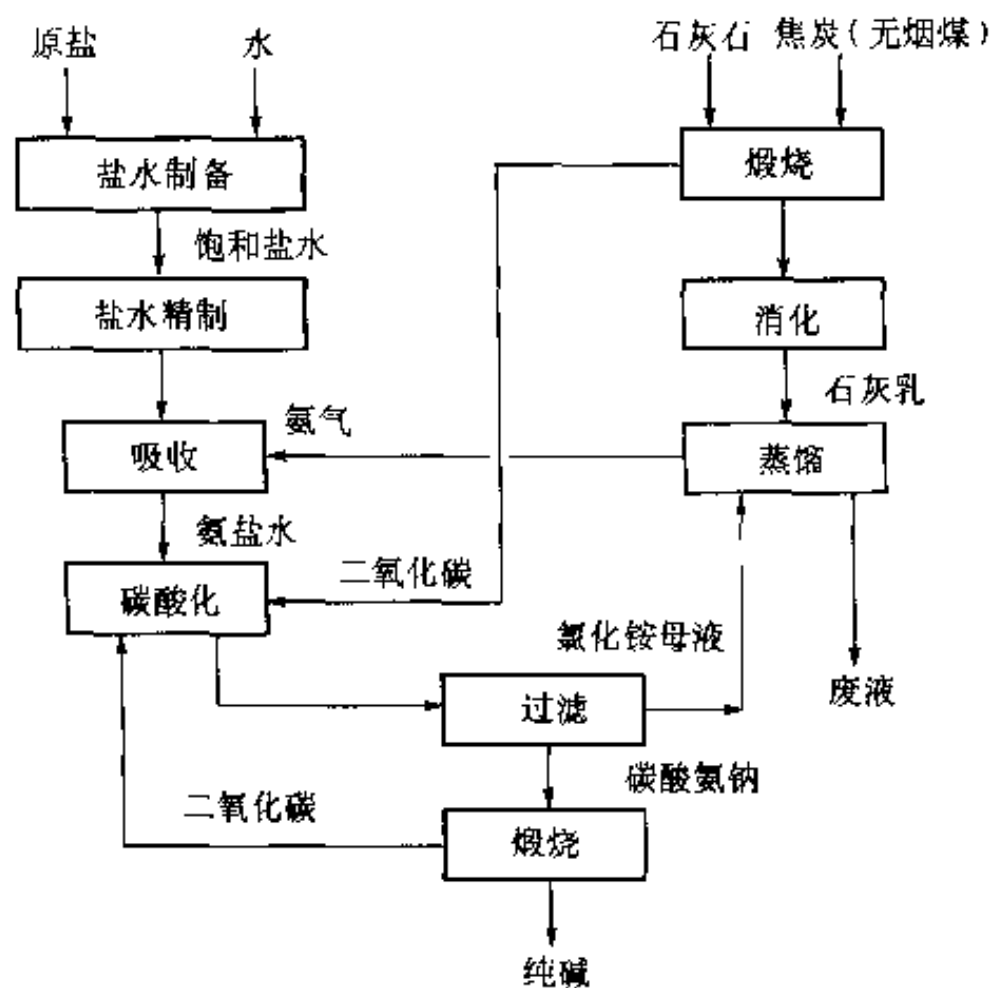 原盐 水
石灰石 焦炭(无烟煤)
盐水制备
煅烧
饱和盐水
盐水精制
消化
石灰乳
氨气
吸收
蒸馏
氨盐水
二氧化碳
碳酸化
氯化铵母液
过滤
废液
碳酸氨钠
二氧化碳
煅烧
纯碱